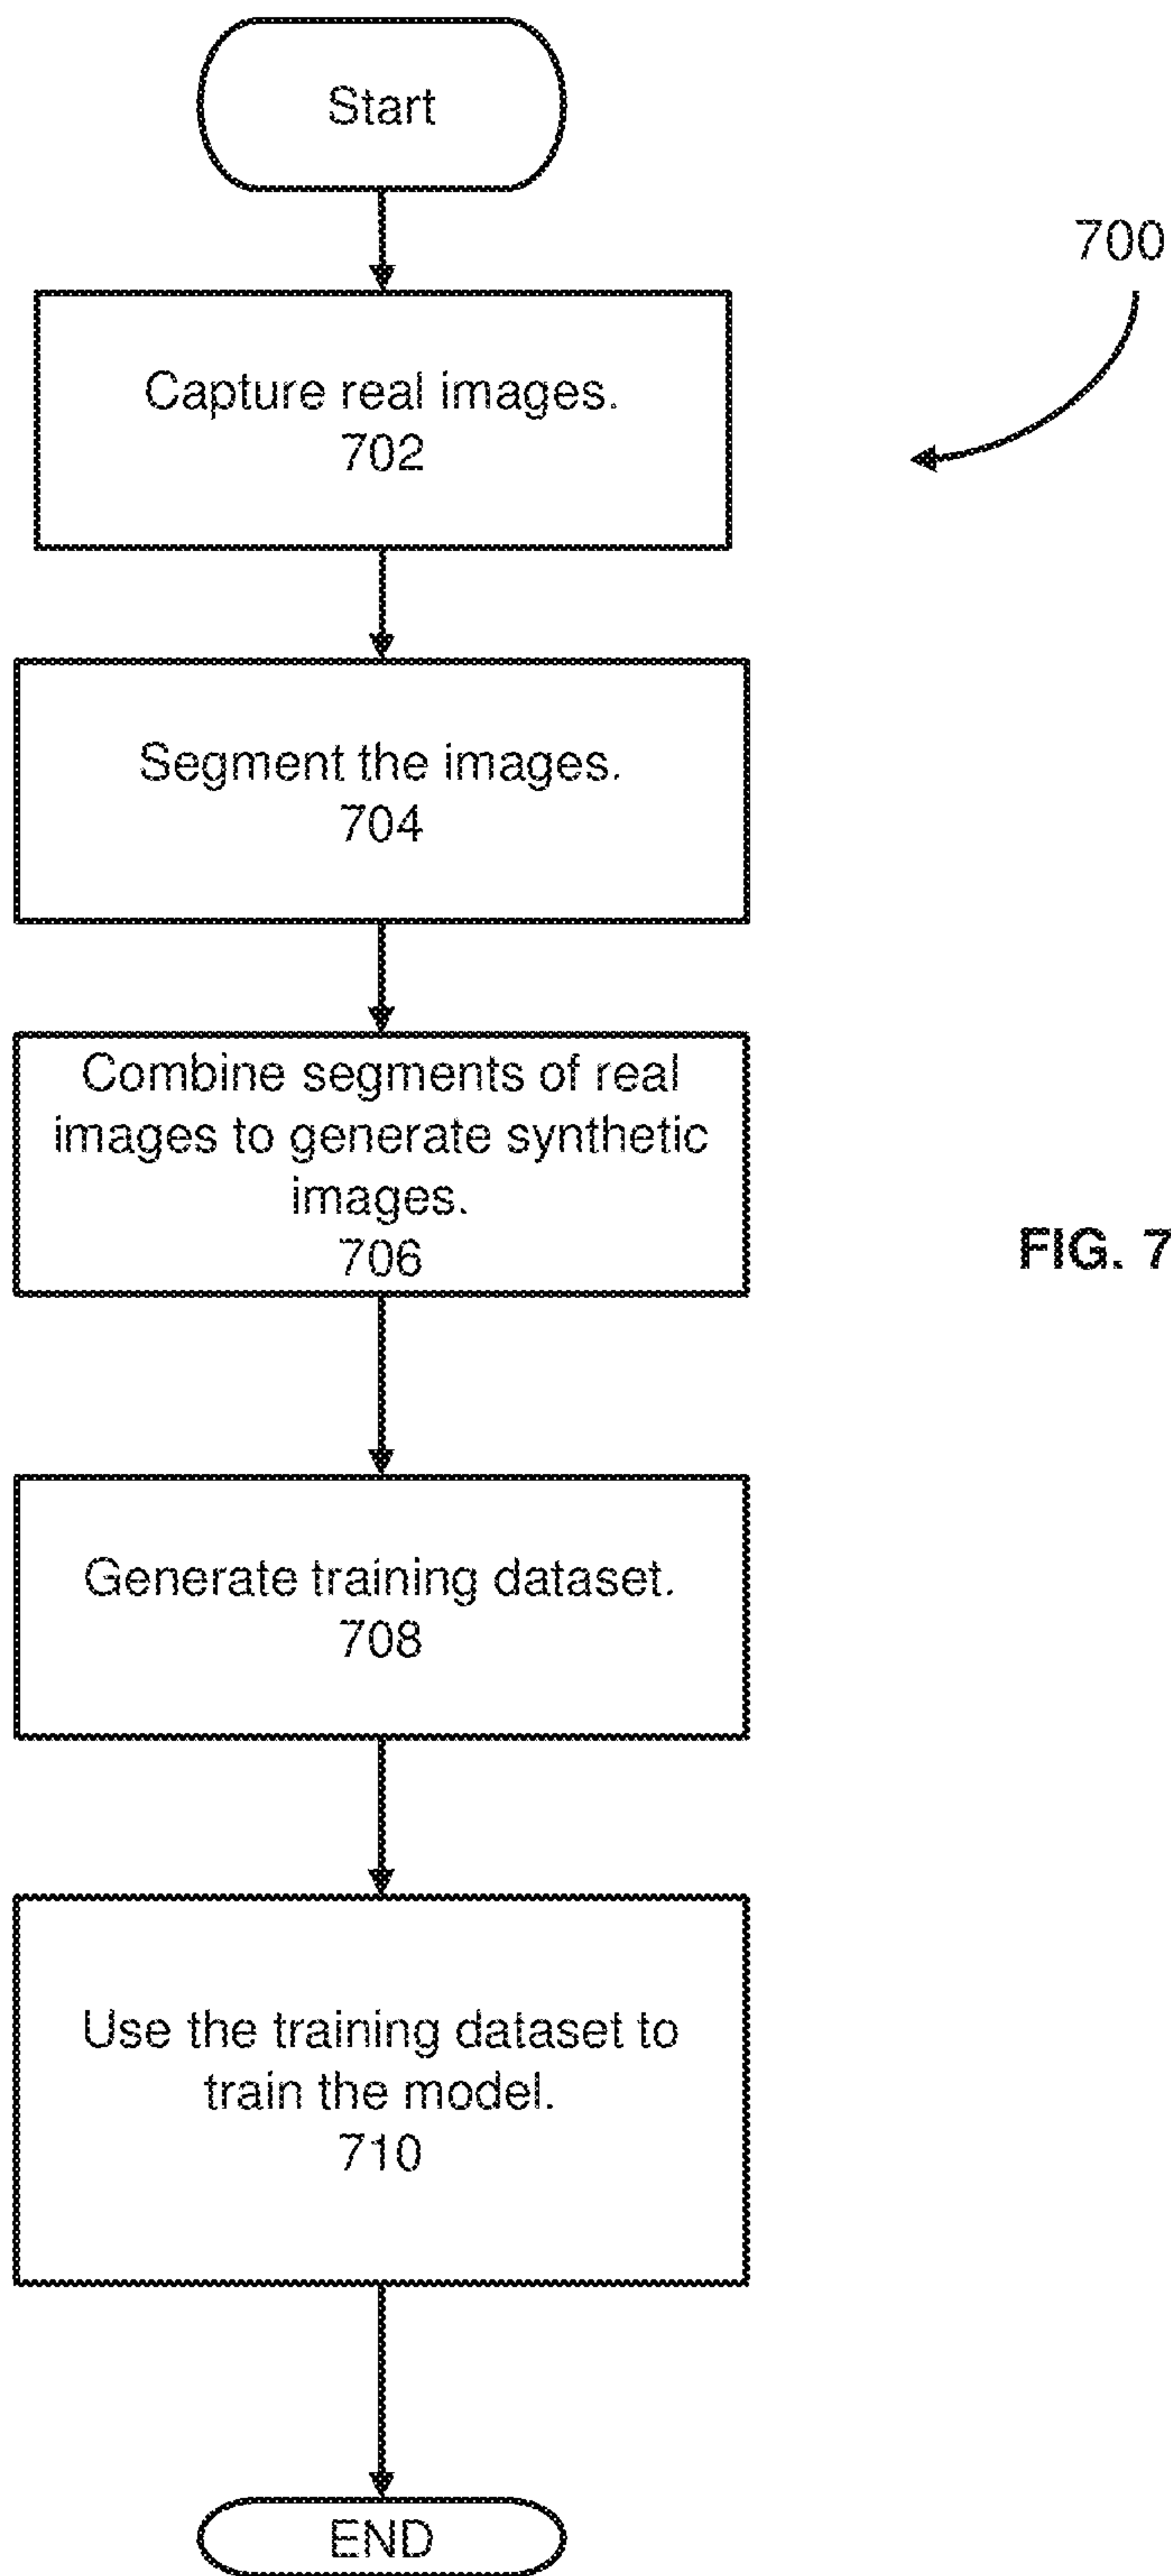 Start
700
Capture real images.
702
Segment the images.
704
Combine segments of real
images to generate synthetic
images.
706
FIG. 7
Generate training dataset.
708
Use the training dataset to
train the model.
710
END